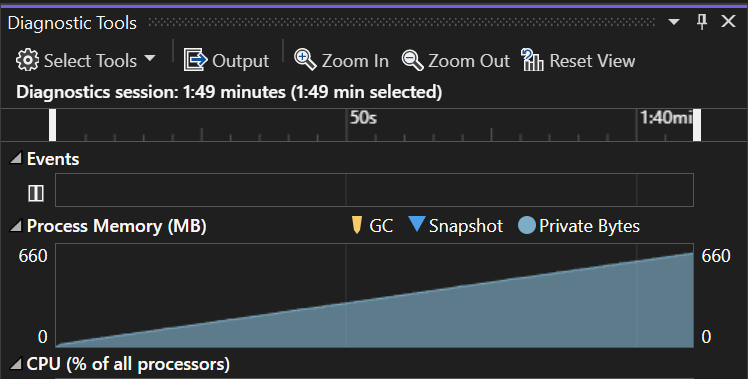 Diagnostic Tools
Select Tools Output Zoom In Zoom Out Reset View
Diagnostics session: 1:49 minutes (1:49 min selected)
50s 1:40mi
Events
Process Memory (MB) GC Snapshot Private Bytes
660 660
0 0
CPU (% of all processors)